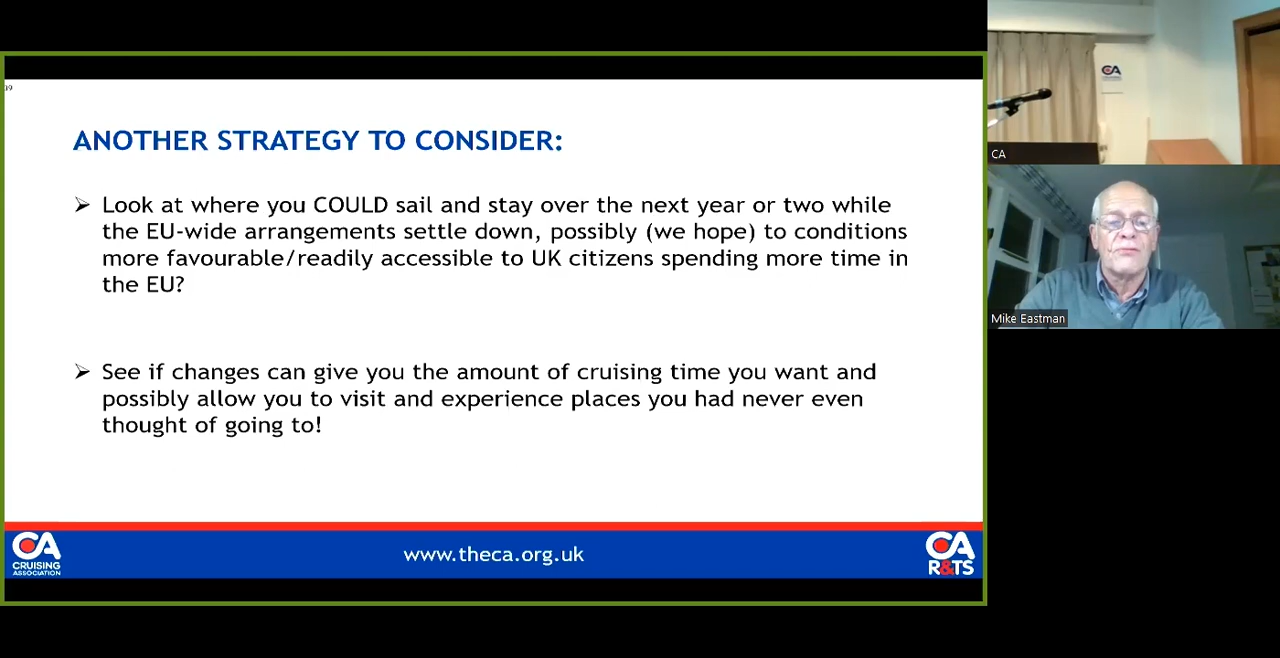 19
ANOTHER STRATEGY TO CONSIDER:
➢ Look at where you COULD sail and stay over the next year or two while
the EU-wide arrangements settle down, possibly (we hope) to conditions
more favourable/readily accessible to UK citizens spending more time in
the EU?
➢ See if changes can give you the amount of cruising time you want and
possibly allow you to visit and experience places you had never even
thought of going to!
CA
CRUISING
ASSOCIATION
www.theca.org.uk
CA
R&TS
CA
CA
Mike Eastman